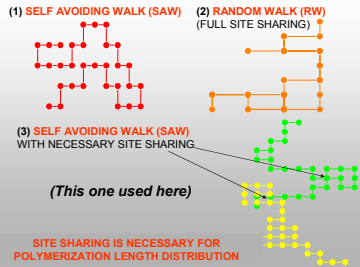 (1) SELF AVOIDING WALK (SAW)
(2) RANDOM WALK (RW)
(FULL SITE SHARING)
(3) SELF AVOIDING WALK (SAW)
WITH NECESSARY SITE SHARING
(This one used here)
SITE SHARING IS NECESSARY FOR
POLYMERIZATION LENGTH DISTRIBUTION